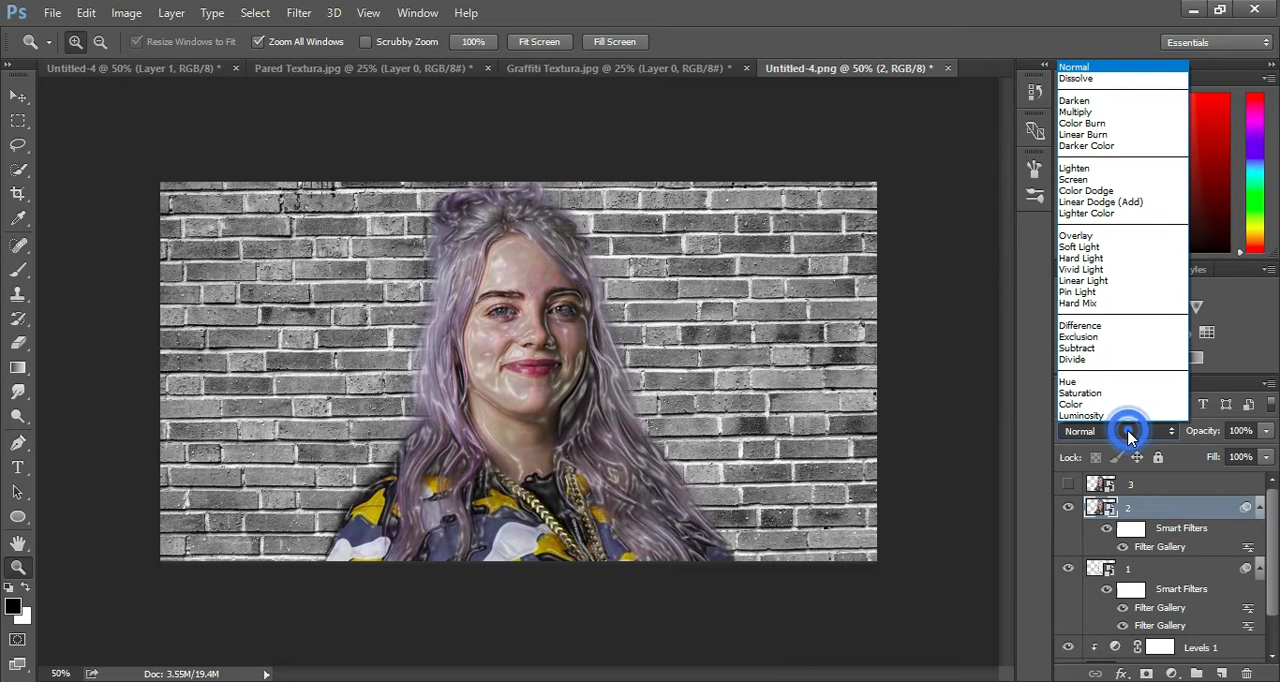 Ps File Edit Image Layer Type Select Filter 3D View Window Help
Resize Windows to Fit Zoom All Windows Scrubby Zoom 100% Fit Screen Fill Screen Essentials
Untitled-4 @ 50% (Layer 1, RGB/8) * × Pared Textura.jpg @ 25% (Layer 0, RGB/8#) * × Graffiti Textura.jpg @ 25% (Layer 0, RGB/8#) * × Untitled-4.png @ 50% (2, RGB/8) * ×
Normal
Dissolve
Darken
Multiply
Color Burn
Linear Burn
Darker Color
Lighten
Screen
Color Dodge
Linear Dodge (Add)
Lighter Color
Overlay
Soft Light
Hard Light
Vivid Light
Linear Light
Pin Light
Hard Mix
Difference
Exclusion
Subtract
Divide
Hue
Saturation
Color
Luminosity
Normal Opacity: 100%
Lock: Fill: 100%
3
2
Smart Filters
Filter Gallery
1
Smart Filters
Filter Gallery
Filter Gallery
Levels 1
50% Doc: 3.55M/19.4M